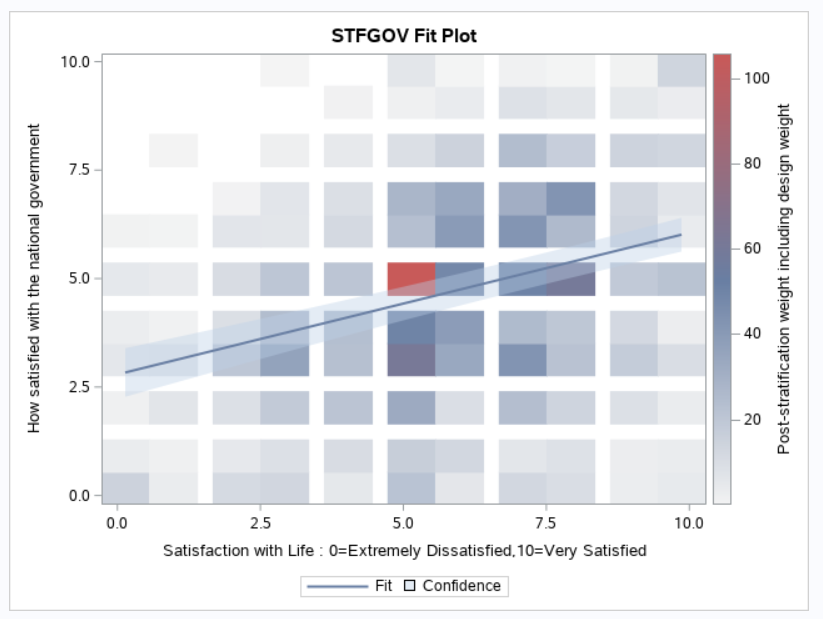 STFGOV Fit Plot
How satisfied with the national government
10.0
7.5
5.0
2.5
0.0
0.0 2.5 5.0 7.5 10.0
Satisfaction with Life : 0=Extremely Dissatisfied,10=Very Satisfied
100
80
60
40
20
Post-stratification weight including design weight
Fit Confidence